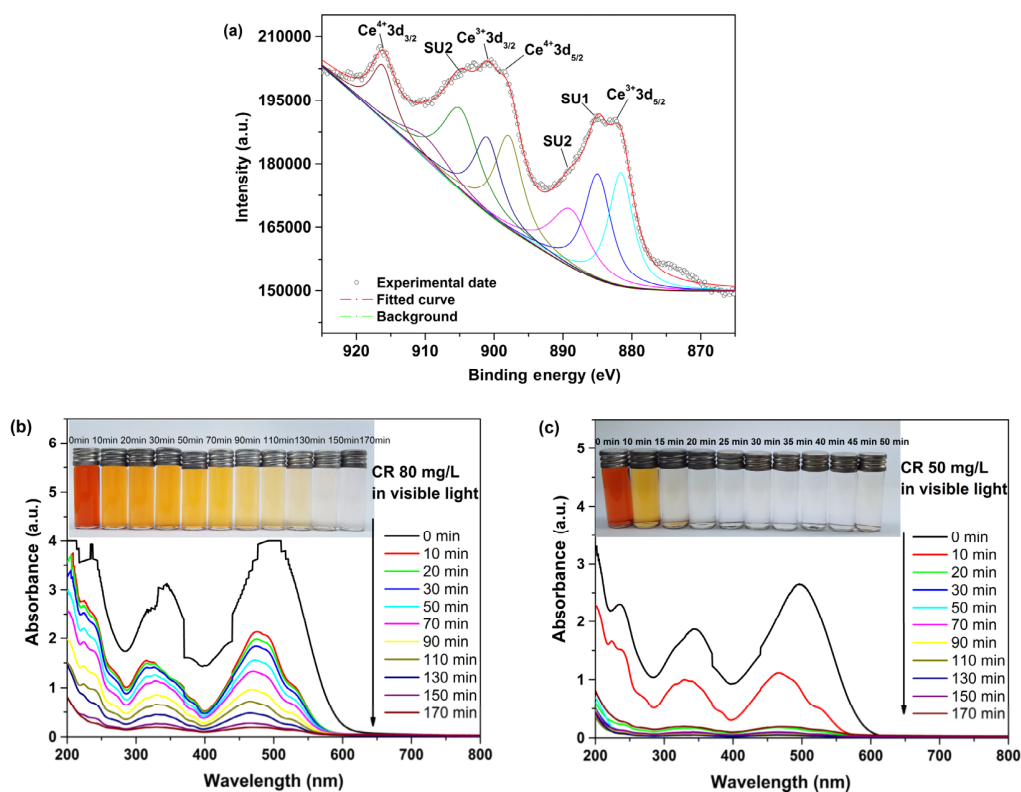 (a)
Ce4+3d3/2
SU2
Ce3+3d3/2
Ce4+3d5/2
SU2
SU1
Ce3+3d5/2
210000
195000
180000
165000
150000
Intensity (a.u.)
Experimental date
Fitted curve
Background
920 910 900 890 880 870
Binding energy (eV)
(b)
0min 10min 20min 30min 50min 70min 90min 110min 130min 150min 170min
CR 80 mg/L
in visible light
0 min
10 min
20 min
30 min
50 min
70 min
90 min
110 min
130 min
150 min
170 min
6
5
4
3
2
1
0
Absorbance (a.u.)
200 300 400 500 600 700 800
Wavelength (nm)
(c)
0 min 10 min 15 min 20 min 25 min 30 min 35 min 40 min 45 min 50 min
CR 50 mg/L
in visible light
0 min
10 min
20 min
30 min
50 min
70 min
90 min
110 min
130 min
150 min
170 min
5
4
3
2
1
0
Absorbance (a.u.)
200 300 400 500 600 700 800
Wavelength (nm)